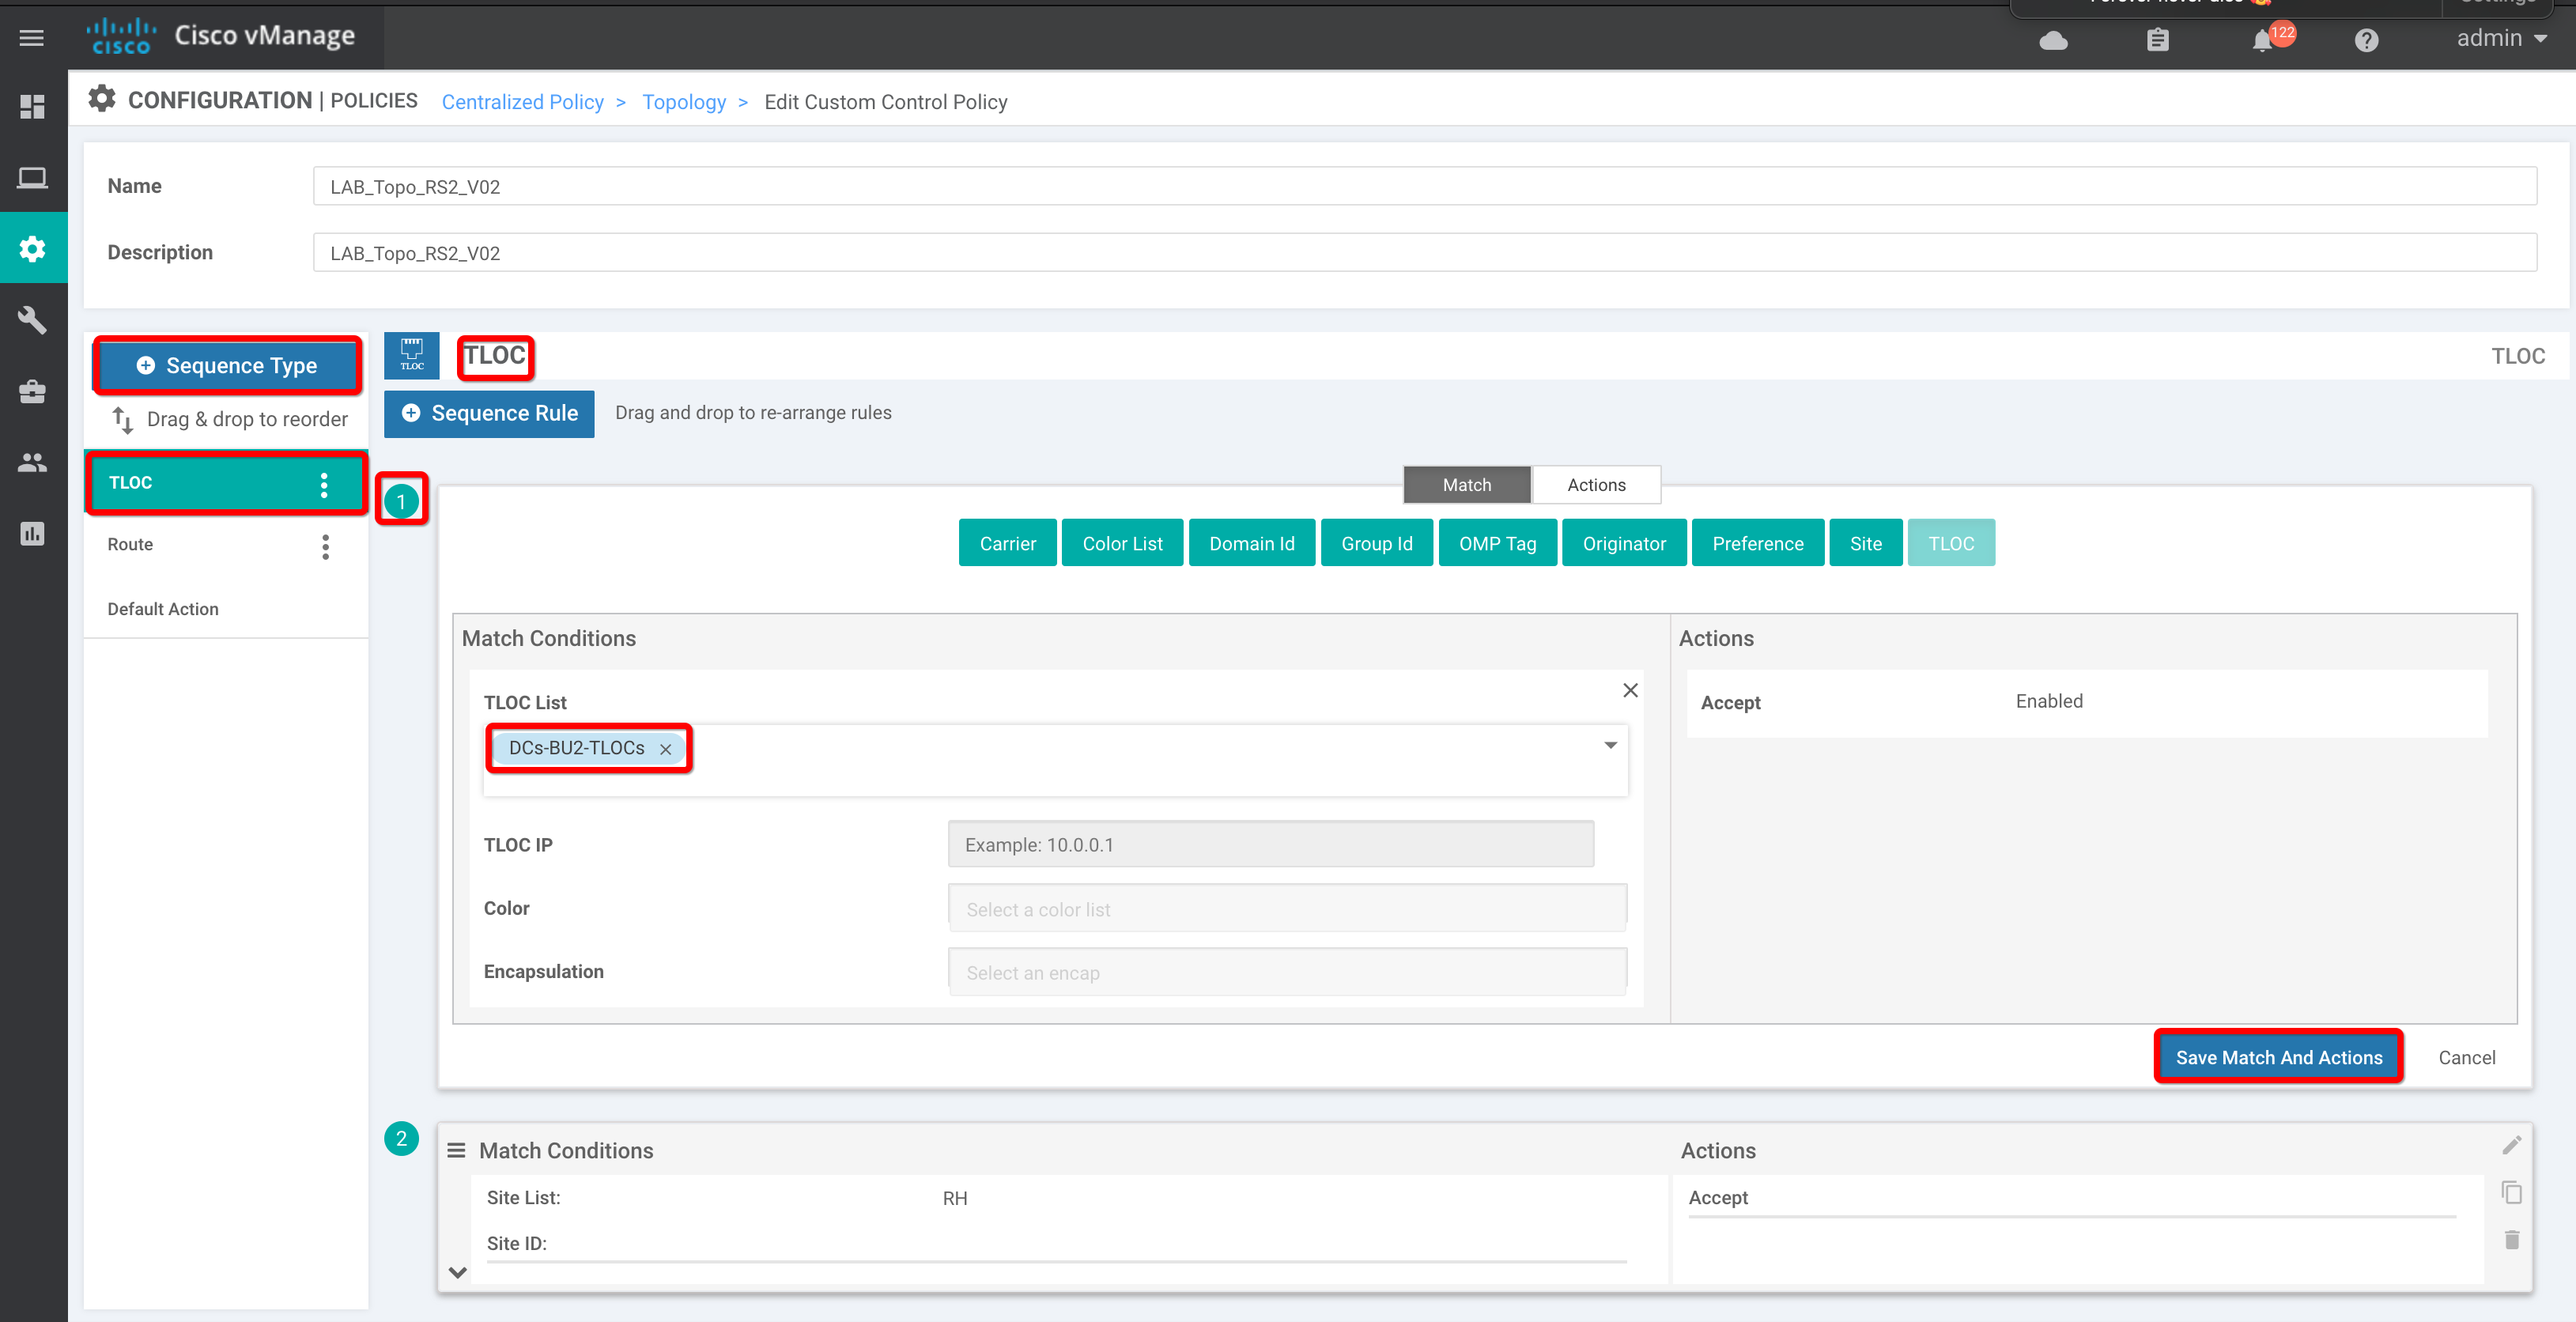 Forever never dies
Settings
CISCO
Cisco vManage
122
admin
CONFIGURATION | POLICIES
Centralized Policy > Topology > Edit Custom Control Policy
Name
LAB_Topo_RS2_V02
Description
LAB_Topo_RS2_V02
Sequence Type
TLOC
TLOC
TLOC
Drag & drop to reorder
Sequence Rule
Drag and drop to re-arrange rules
TLOC
Route
Default Action
1
Match
Actions
Carrier
Color List
Domain Id
Group Id
OMP Tag
Originator
Preference
Site
TLOC
Match Conditions
Actions
TLOC List
Accept
Enabled
DCs-BU2-TLOCs
TLOC IP
Example: 10.0.0.1
Color
Select a color list
Encapsulation
Select an encap
Save Match And Actions
Cancel
2
Match Conditions
Actions
Site List:
RH
Accept
Site ID: